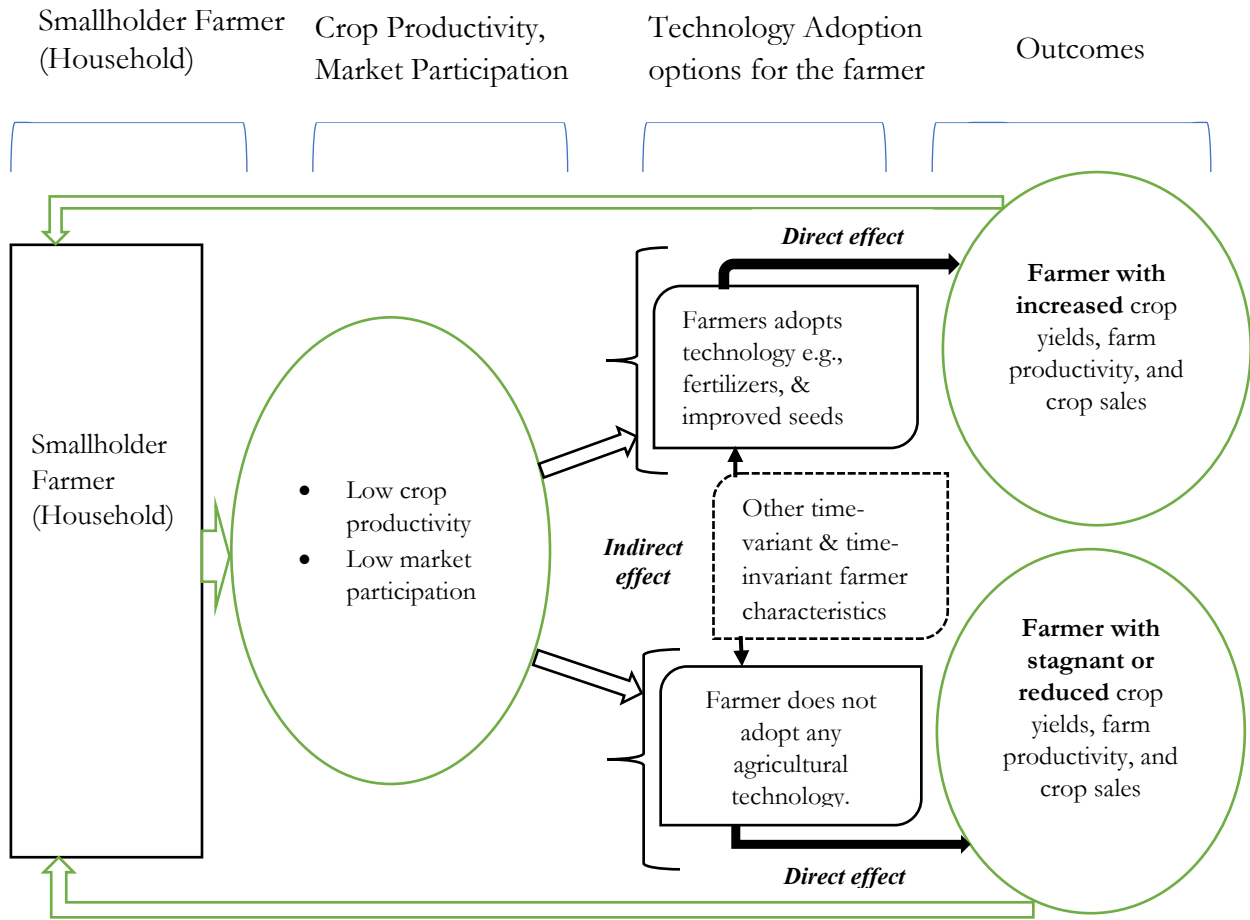 Smallholder Farmer
(Household)
Crop Productivity,
Market Participation
Technology Adoption
options for the farmer
Outcomes
Smallholder
Farmer
(Household)
• Low crop
productivity
• Low market
participation
Direct effect
Farmers adopts
technology e.g.,
fertilizers, &
improved seeds
Indirect
effect
Other time-
variant & time-
invariant farmer
characteristics
Farmer does not
adopt any
agricultural
technology.
Direct effect
Farmer with
increased crop
yields, farm
productivity, and
crop sales
Farmer with
stagnant or
reduced crop
yields, farm
productivity, and
crop sales